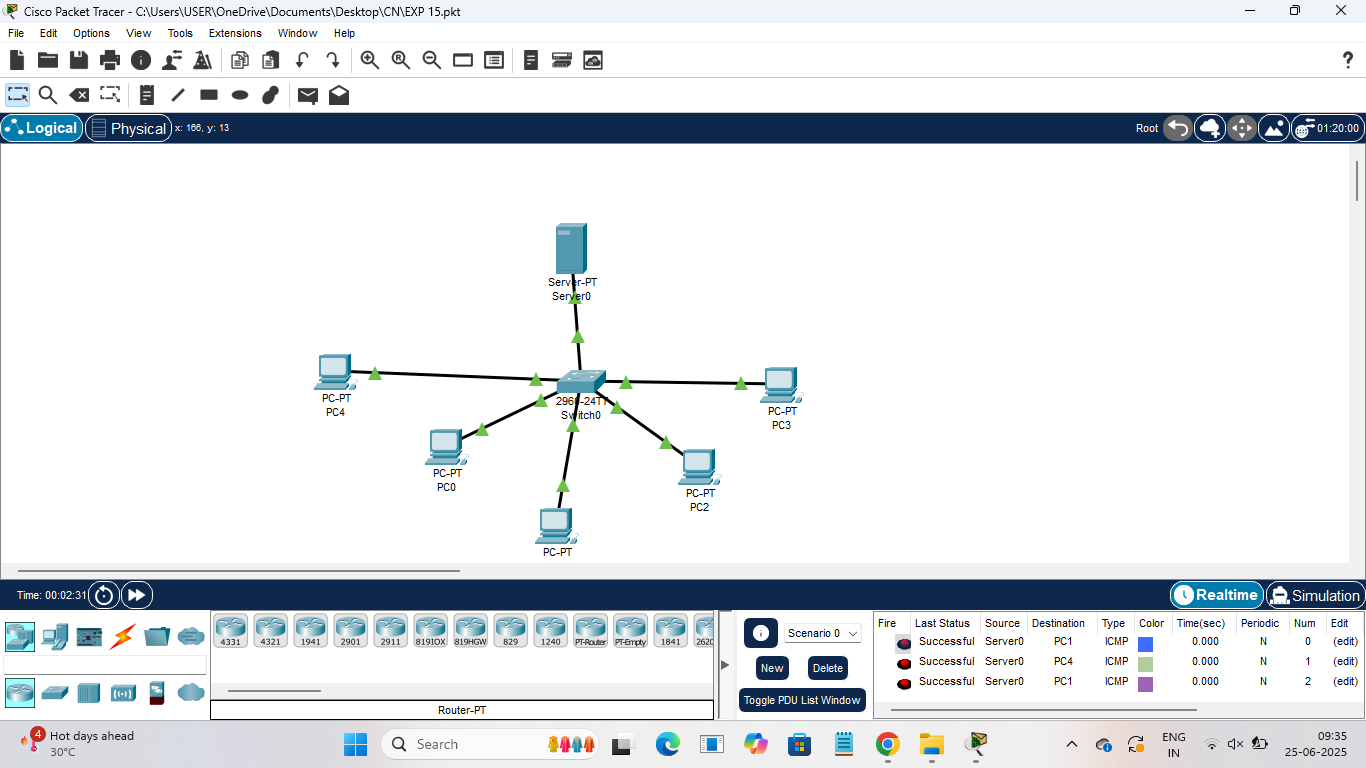 Cisco Packet Tracer - C:\Users\USER\OneDrive\Documents\Desktop\CN\EXP 15.pkt
File Edit Options View Tools Extensions Window Help
?
Logical Physical x: 166, y: 13 Root 01:20:00
Server-PT
Server0
PC-PT
PC4
2960-24TT
Switch0
PC-PT
PC3
PC-PT
PC0
PC-PT
PC2
PC-PT
Time: 00:02:31 Realtime Simulation
4331 4321 1941 2901 2911 819IOX 819HGW 829 1240 PT-Router PT-Empty 1841 2620
Router-PT
Scenario 0
New Delete
Toggle PDU List Window
Fire Last Status Source Destination Type Color Time(sec) Periodic Num Edit
Successful Server0 PC1 ICMP 0.000 N 0 (edit)
Successful Server0 PC4 ICMP 0.000 N 1 (edit)
Successful Server0 PC1 ICMP 0.000 N 2 (edit)
4 Hot days ahead
30°C
Search
ENG
IN
09:35
25-06-2025